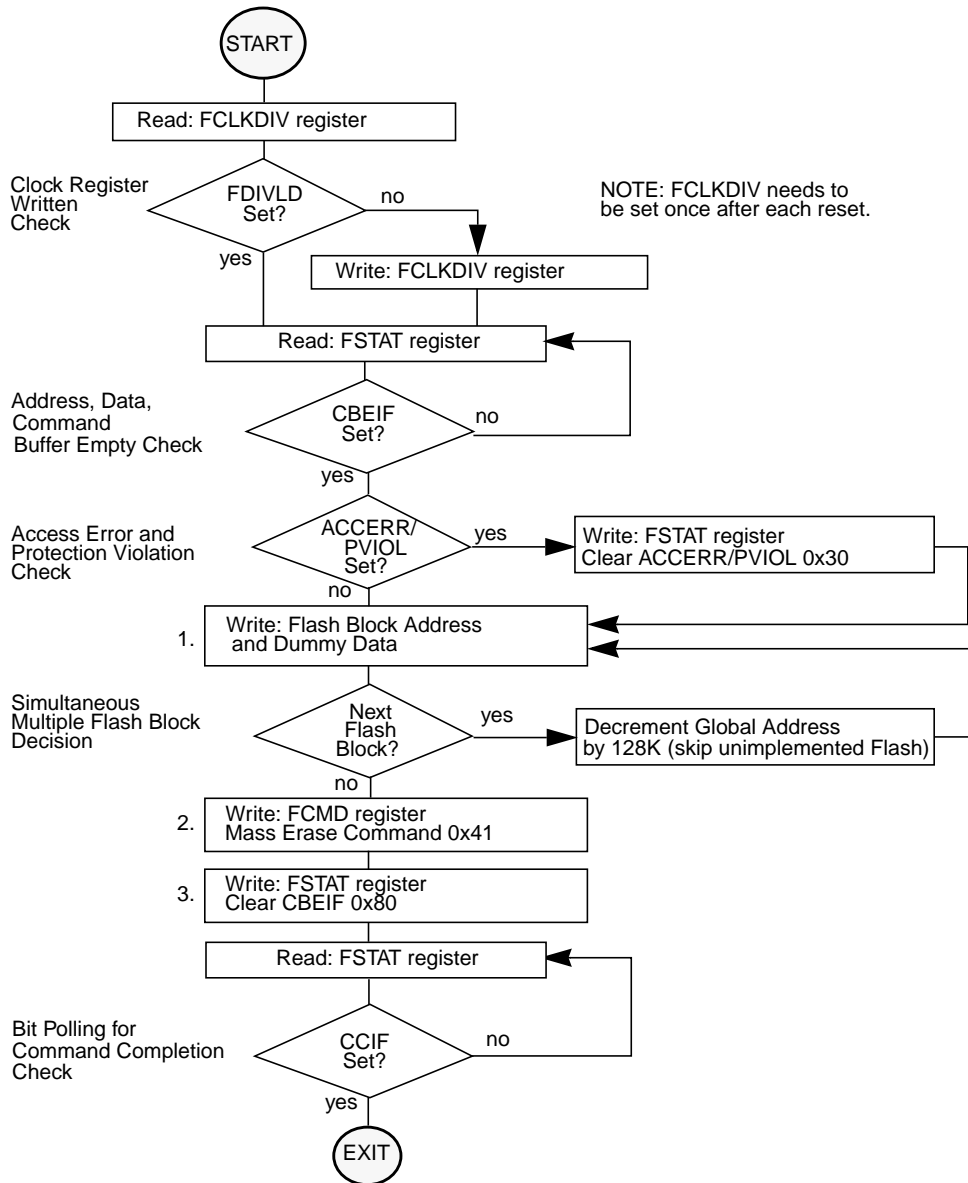 START
Read: FCLKDIV register
Clock Register
Written
Check
FDIVLD
Set?
no
yes
NOTE: FCLKDIV needs to
be set once after each reset.
Write: FCLKDIV register
Read: FSTAT register
Address, Data,
Command
Buffer Empty Check
CBEIF
Set?
no
yes
Access Error and
Protection Violation
Check
ACCERR/
PVIOL
Set?
yes
no
Write: FSTAT register
Clear ACCERR/PVIOL 0x30
1.
Write: Flash Block Address
and Dummy Data
Simultaneous
Multiple Flash Block
Decision
Next
Flash
Block?
yes
no
Decrement Global Address
by 128K (skip unimplemented Flash)
2.
Write: FCMD register
Mass Erase Command 0x41
3.
Write: FSTAT register
Clear CBEIF 0x80
Read: FSTAT register
Bit Polling for
Command Completion
Check
CCIF
Set?
no
yes
EXIT